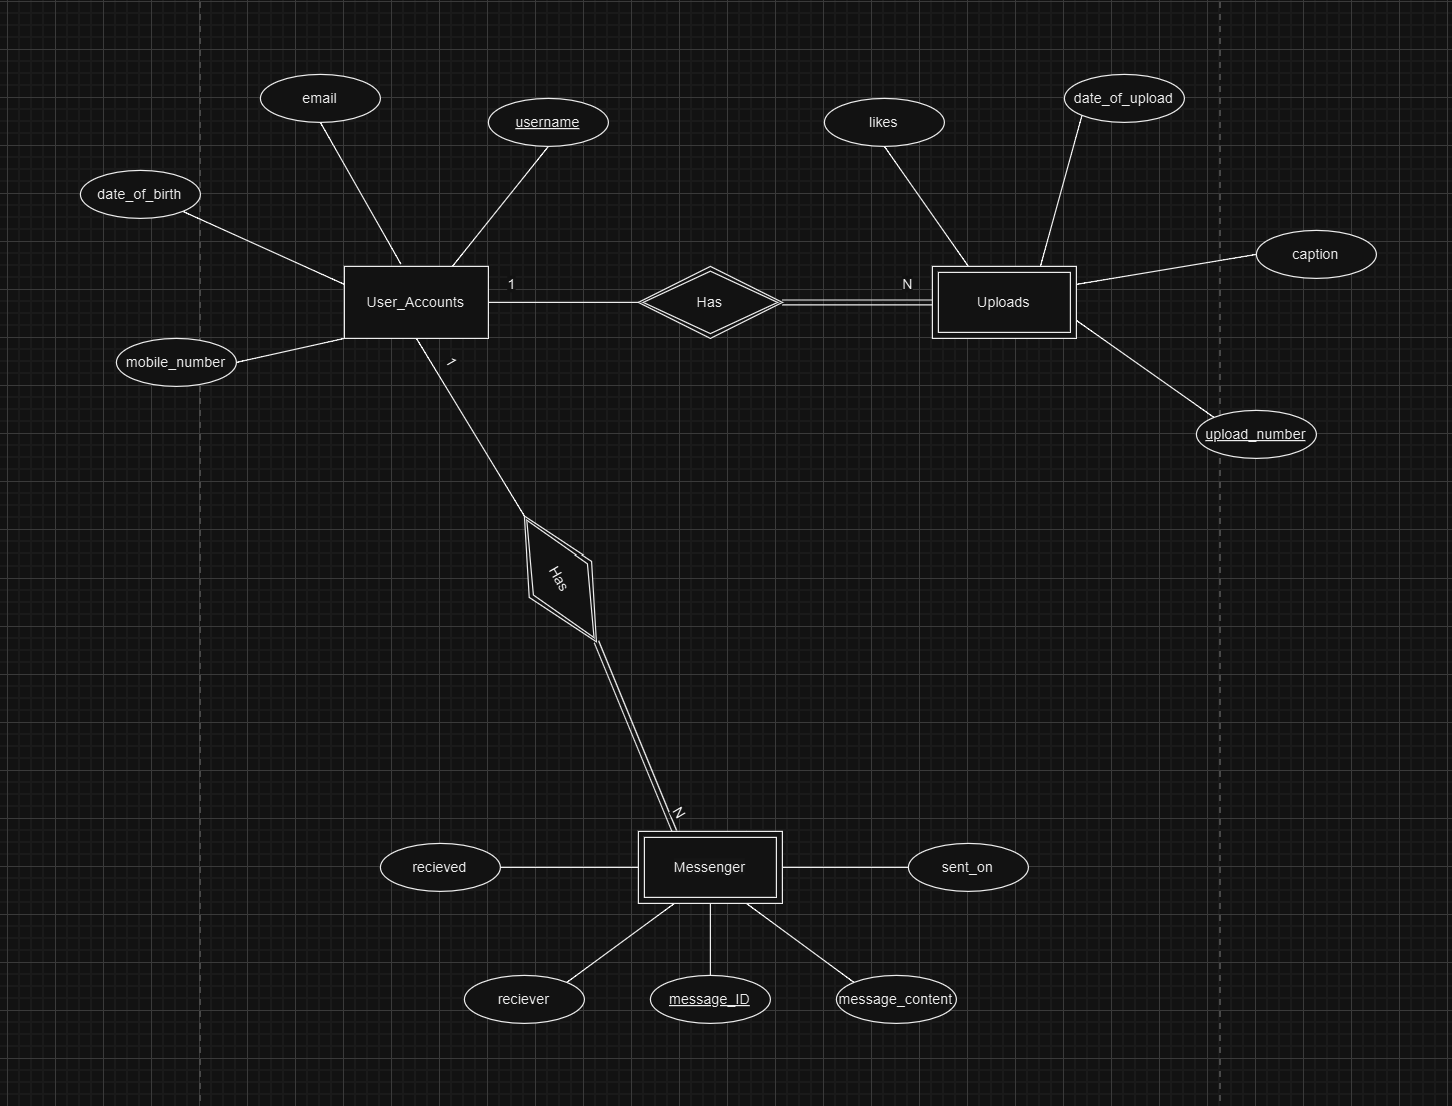 email
username
likes
date_of_upload
date_of_birth
caption
User_Accounts
1
Has
N
Uploads
mobile_number
1
upload_number
Has
N
recieved
Messenger
sent_on
reciever
message_ID
message_content